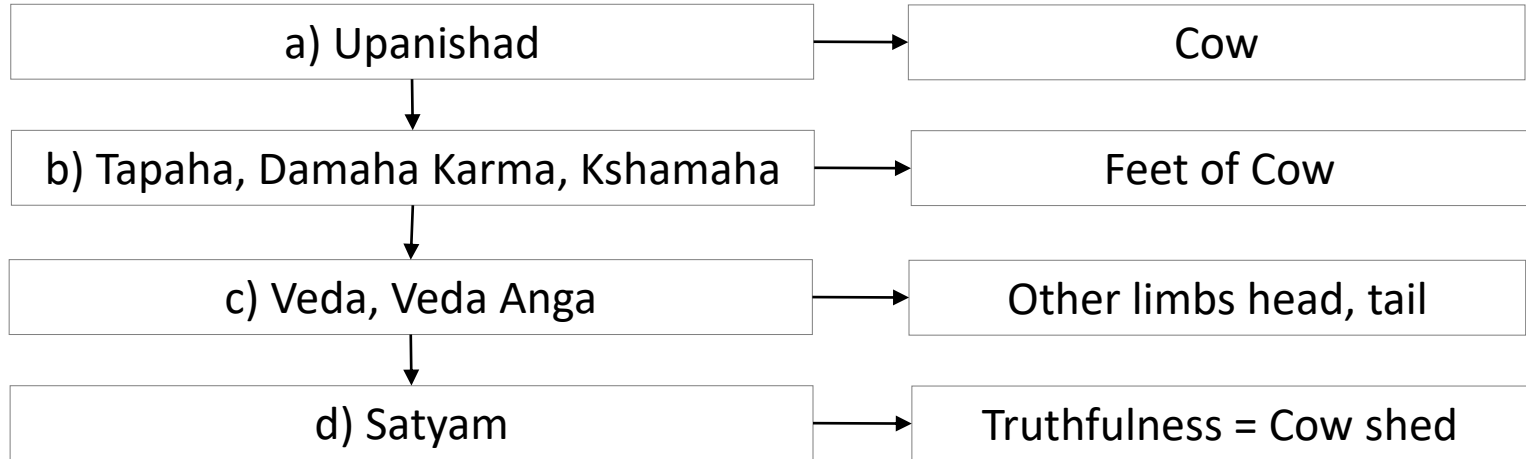 a) Upanishad
Cow
b) Tapaha, Damaha Karma, Kshamaha
Feet of Cow
c) Veda, Veda Anga
Other limbs head, tail
d) Satyam
Truthfulness = Cow shed